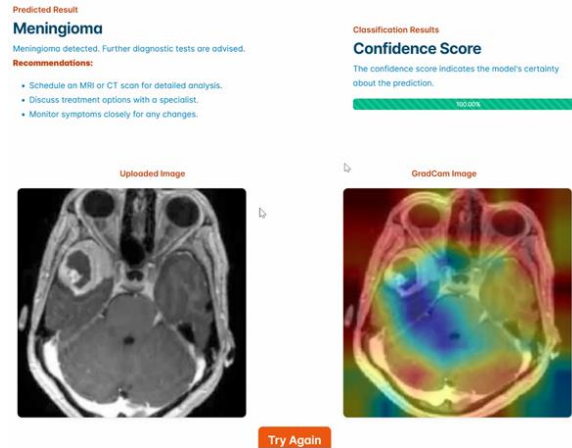 Predicted Result
Meningioma
Meningioma detected. Further diagnostic tests are advised.
Recommendations:
• Schedule an MRI or CT scan for detailed analysis.
• Discuss treatment options with a specialist.
• Monitor symptoms closely for any changes.
Classification Results
Confidence Score
The confidence score indicates the model's certainty
about the prediction.
100.00%
Uploaded Image
GradCam Image
Try Again